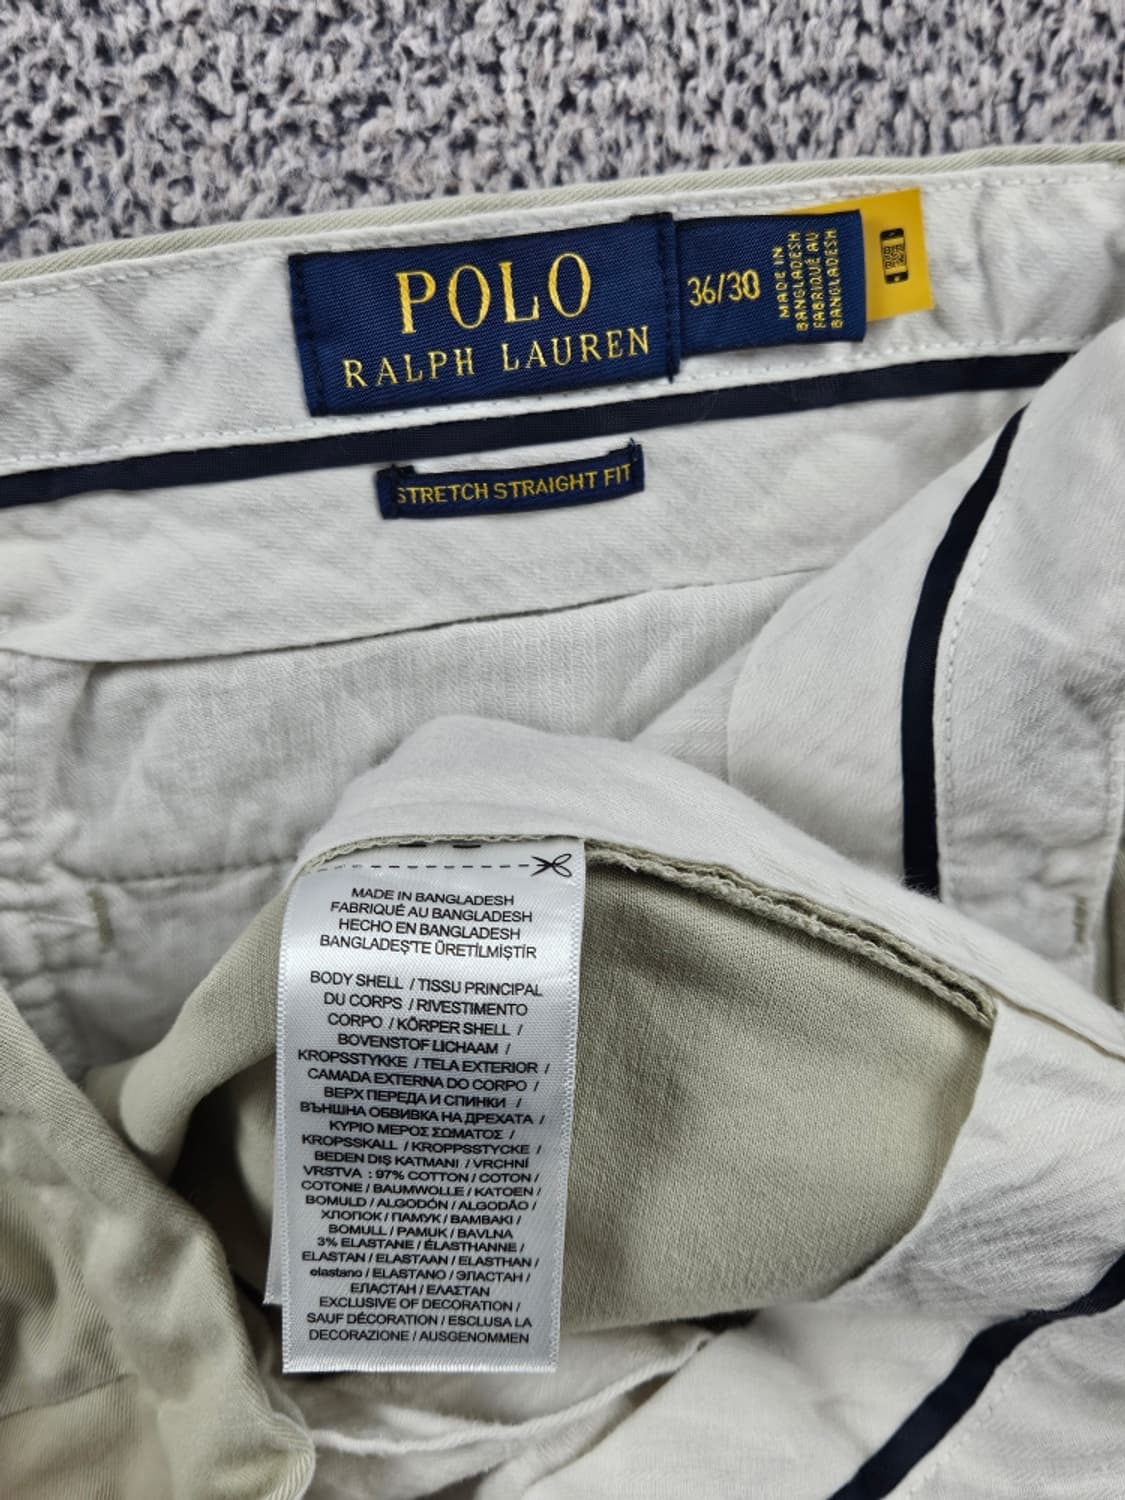 POLO
RALPH LAUREN
36/30
MADE IN
BANGLADESH
FABRIQUÉ AU
BANGLADESH
STRETCH STRAIGHT FIT
MADE IN BANGLADESH
FABRIQUÉ AU BANGLADESH
HECHO EN BANGLADESH
BANGLADEŞ'TE ÜRETİLMİŞTİR
BODY SHELL / TISSU PRINCIPAL
DU CORPS / RIVESTIMENTO
CORPO / KÖRPER SHELL /
BOVENSTOF LICHAAM /
KROPSSTYKKE / TELA EXTERIOR /
CAMADA EXTERNA DO CORPO /
ВЕРХ ПЕРЕДА И СПИНКИ /
ВЪНШНА ОБВИВКА НА ДРЕХАТА /
ΚΥΡΙΟ ΜΕΡΟΣ ΣΩΜΑΤΟΣ /
KROPSSKALL / KROPPSSTYCKE /
BEDEN DIŞ KATMANI / VRCHNÍ
VRSTVA : 97% COTTON / COTON /
COTONE / BAUMWOLLE / KATOEN /
BOMULD / ALGODÓN / ALGODÃO /
ХЛОПОК / ПАМУК / ΒΑΜΒΑΚΙ /
BOMULL / PAMUK / BAVLNA
3% ELASTANE / ÉLASTHANNE /
ELASTAN / ELASTAAN / ELASTHAN /
elastano / ELASTANO / ЭЛАСТАН /
ЕЛАСТАН / ΕΛΑΣΤΑΝ
EXCLUSIVE OF DECORATION /
SAUF DÉCORATION / ESCLUSA LA
DECORAZIONE / AUSGENOMMEN